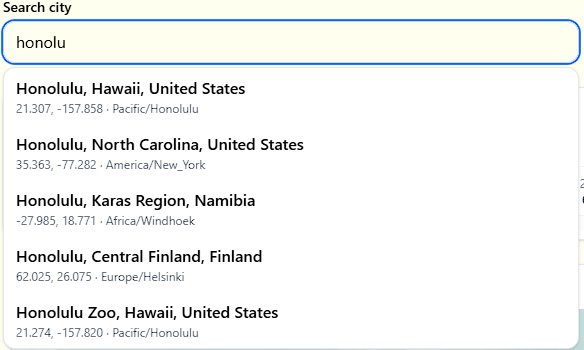 Search city
honolu
Honolulu, Hawaii, United States
21.307, -157.858 · Pacific/Honolulu
Honolulu, North Carolina, United States
35.363, -77.282 · America/New_York
Honolulu, Karas Region, Namibia
-27.985, 18.771 · Africa/Windhoek
Honolulu, Central Finland, Finland
62.025, 26.075 · Europe/Helsinki
Honolulu Zoo, Hawaii, United States
21.274, -157.820 · Pacific/Honolulu